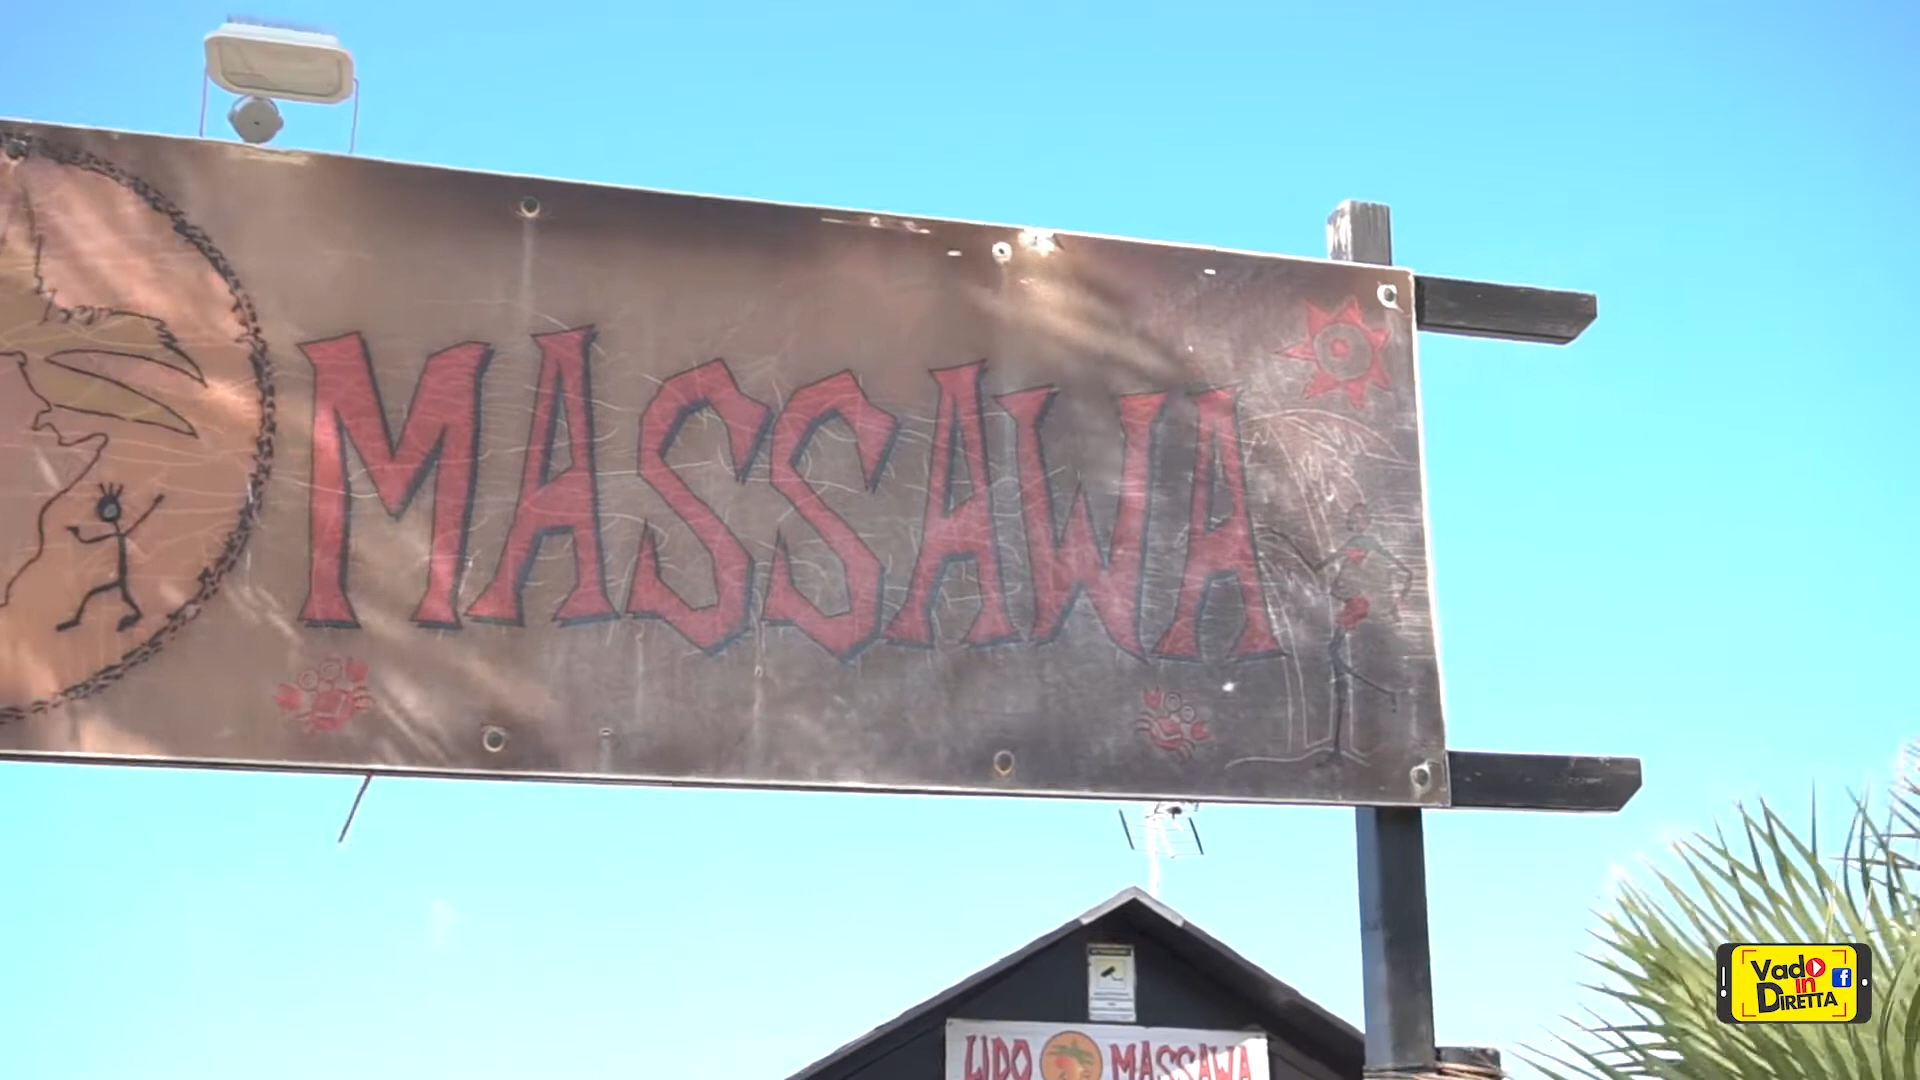 MASSAWA
LIDO MASSAWA
Vado
in
DIRETTA